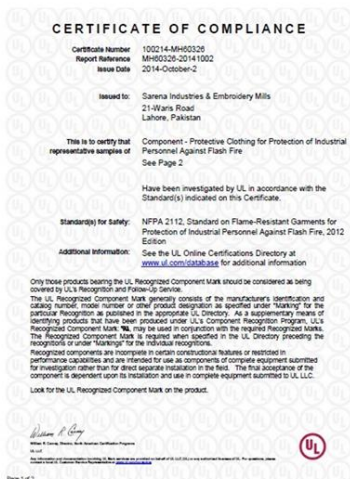 CERTIFICATE OF COMPLIANCE
Certificate Number 100214-MH60326
Report Reference MH60326-20141002
Issue Date 2014-October-2
Issued to: Sarena Industries & Embroidery Mills
21-Waris Road
Lahore, Pakistan
This is to certify that Component - Protective Clothing for Protection of Industrial
representative samples of Personnel Against Flash Fire
See Page 2
Have been investigated by UL in accordance with the
Standard(s) indicated on this Certificate.
Standard(s) for Safety: NFPA 2112, Standard on Flame-Resistant Garments for
Protection of Industrial Personnel Against Flash Fire, 2012
Edition
Additional Information: See the UL Online Certifications Directory at
www.ul.com/database for additional information
Only those products bearing the UL Recognized Component Mark should be considered as being
covered by UL's Recognition and Follow-Up Service.
The UL Recognized Component Mark generally consists of the manufacturer's identification and
catalog number, model number or other product designation as specified under "Marking" for the
particular Recognition as published in the appropriate UL Directory. As a supplementary means of
identifying products that have been produced under UL's Component Recognition Program, UL's
Recognized Component Mark: may be used in conjunction with the required Recognized Marks.
The Recognized Component Mark is required when specified in the UL Directory preceding the
recognitions or under "Markings" for the individual recognitions.
Recognized components are incomplete in certain constructional features or restricted in
performance capabilities and are intended for use as components of complete equipment submitted
for investigation rather than for direct separate installation in the field. The final acceptance of the
component is dependent upon its installation and use in complete equipment submitted to UL LLC.
Look for the UL Recognized Component Mark on the product.
William R. Carney, Director, North American Certification Programs
UL LLC
UL